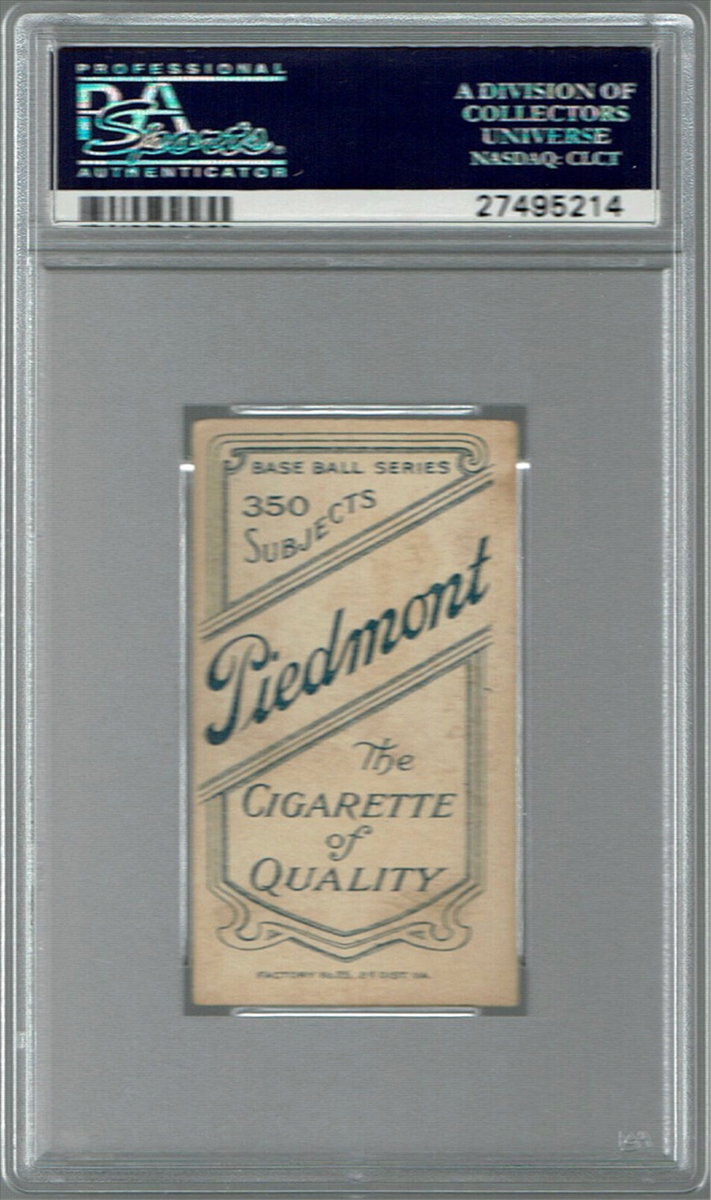 PROFESSIONAL
PSA
Sports
AUTHENTICATOR
A DIVISION OF
COLLECTORS
UNIVERSE
NASDAQ: CLCT
27495214
BASE BALL SERIES
350
SUBJECTS
Piedmont
The
CIGARETTE
of
QUALITY
FACTORY No. 25, 2D DIST. VA.